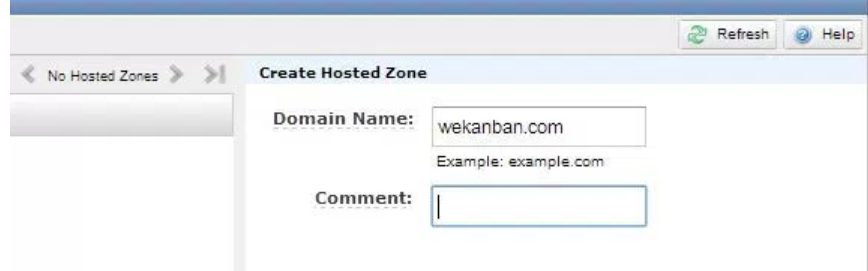 Refresh Help
No Hosted Zones
Create Hosted Zone
Domain Name: wekanban.com
Example: example.com
Comment: